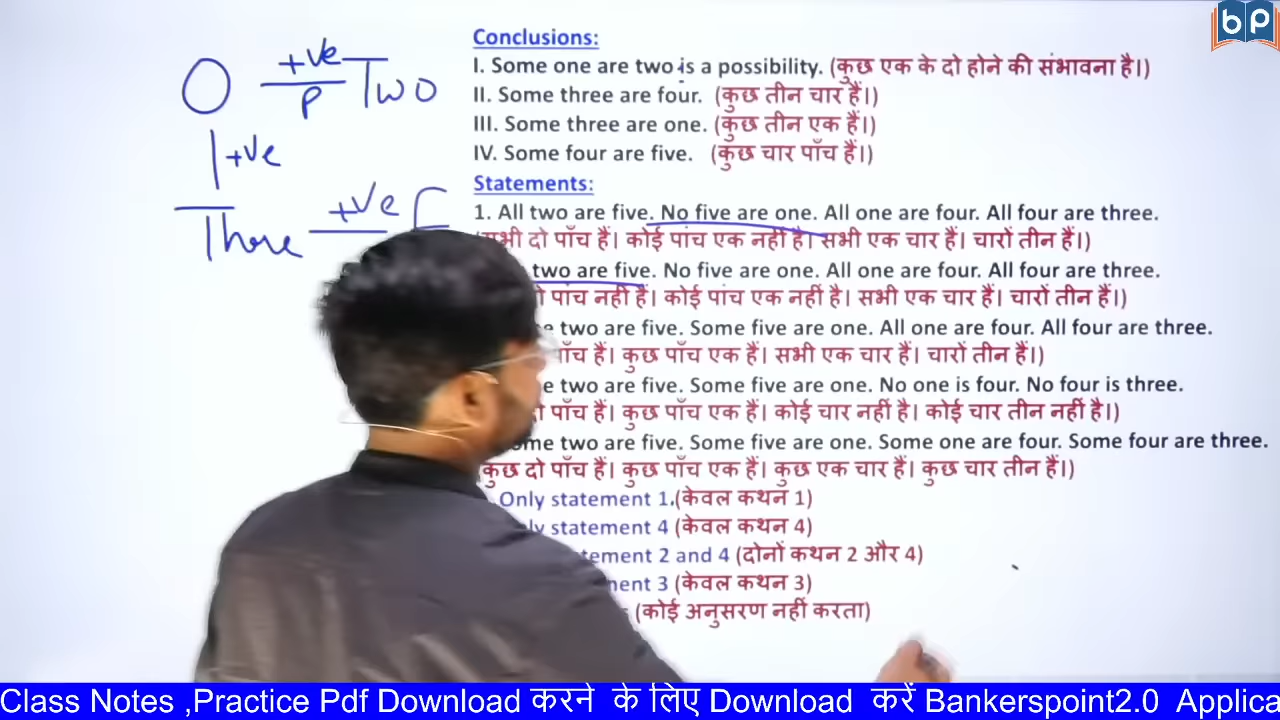 bp
O +ve P Two
+ve
Three +ve
Conclusions:
I. Some one are two is a possibility. (कुछ एक के दो होने की संभावना है।)
II. Some three are four. (कुछ तीन चार हैं।)
III. Some three are one. (कुछ तीन एक हैं।)
IV. Some four are five. (कुछ चार पाँच हैं।)
Statements:
1. All two are five. No five are one. All one are four. All four are three.
दो पाँच हैं। कोई पांच एक नहीं है। सभी एक चार हैं। चारों तीन हैं।)
two are five. No five are one. All one are four. All four are three.
पांच नहीं हैं। कोई पांच एक नहीं है। सभी एक चार हैं। चारों तीन हैं।)
two are five. Some five are one. All one are four. All four are three.
हैं। कुछ पाँच एक हैं। सभी एक चार हैं। चारों तीन हैं।)
two are five. Some five are one. No one is four. No four is three.
पाँच हैं। कुछ पाँच एक हैं। कोई चार नहीं है। कोई चार तीन नहीं है।)
two are five. Some five are one. Some one are four. Some four are three.
कुछ दो पाँच हैं। कुछ पाँच एक हैं। कुछ एक चार हैं। कुछ चार तीन हैं।)
Only statement 1.(केवल कथन 1)
statement 4 (केवल कथन 4)
2 and 4 (दोनों कथन 2 और 4)
3 (केवल कथन 3)
(कोई अनुसरण नहीं करता)
Class Notes ,Practice Pdf Download करने के लिए Download करें Bankerspoint2.0